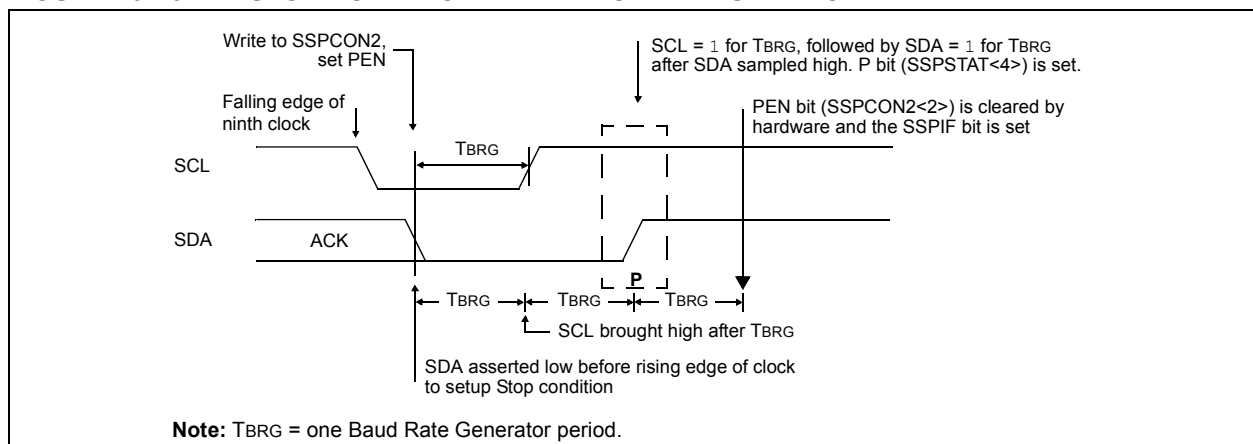 Write to SSPCON2,
set PEN
SCL = 1 for TBRG, followed by SDA = 1 for TBRG
after SDA sampled high. P bit (SSPSTAT<4>) is set.
Falling edge of
ninth clock
PEN bit (SSPCON2<2>) is cleared by
hardware and the SSPIF bit is set
TBRG
SCL
SDA
ACK
P
TBRG
TBRG
TBRG
SCL brought high after TBRG
SDA asserted low before rising edge of clock
to setup Stop condition
Note: TBRG = one Baud Rate Generator period.